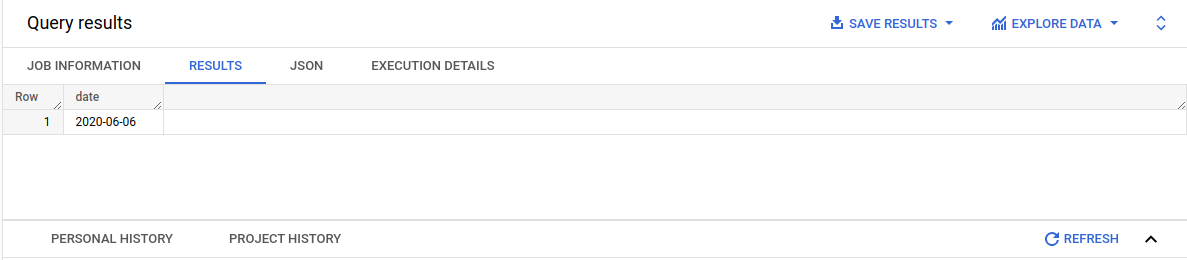 Query results SAVE RESULTS EXPLORE DATA
JOB INFORMATION RESULTS JSON EXECUTION DETAILS
Row date
1 2020-06-06
PERSONAL HISTORY PROJECT HISTORY REFRESH